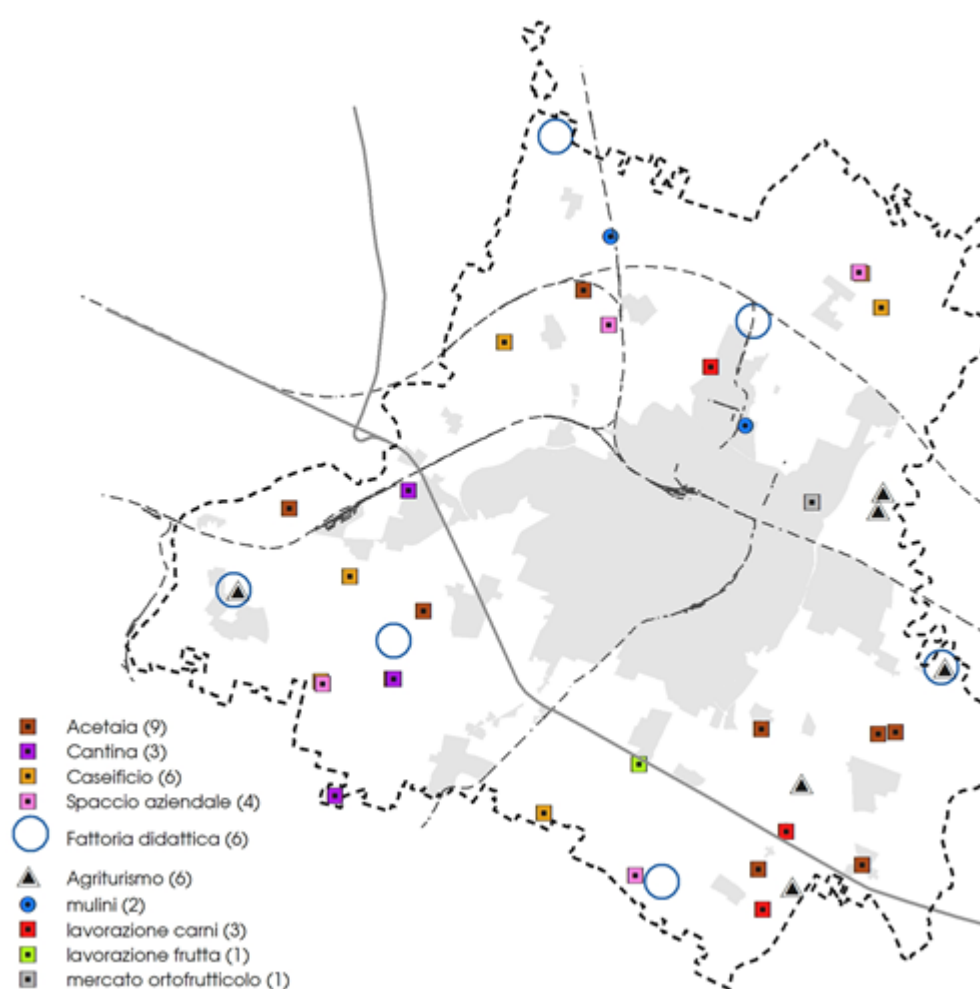 Acetaia (9)
Cantina (3)
Caseificio (6)
Spaccio aziendale (4)
Fattoria didattica (6)
Agriturismo (6)
mulini (2)
lavorazione carni (3)
lavorazione frutta (1)
mercato ortofrutticolo (1)